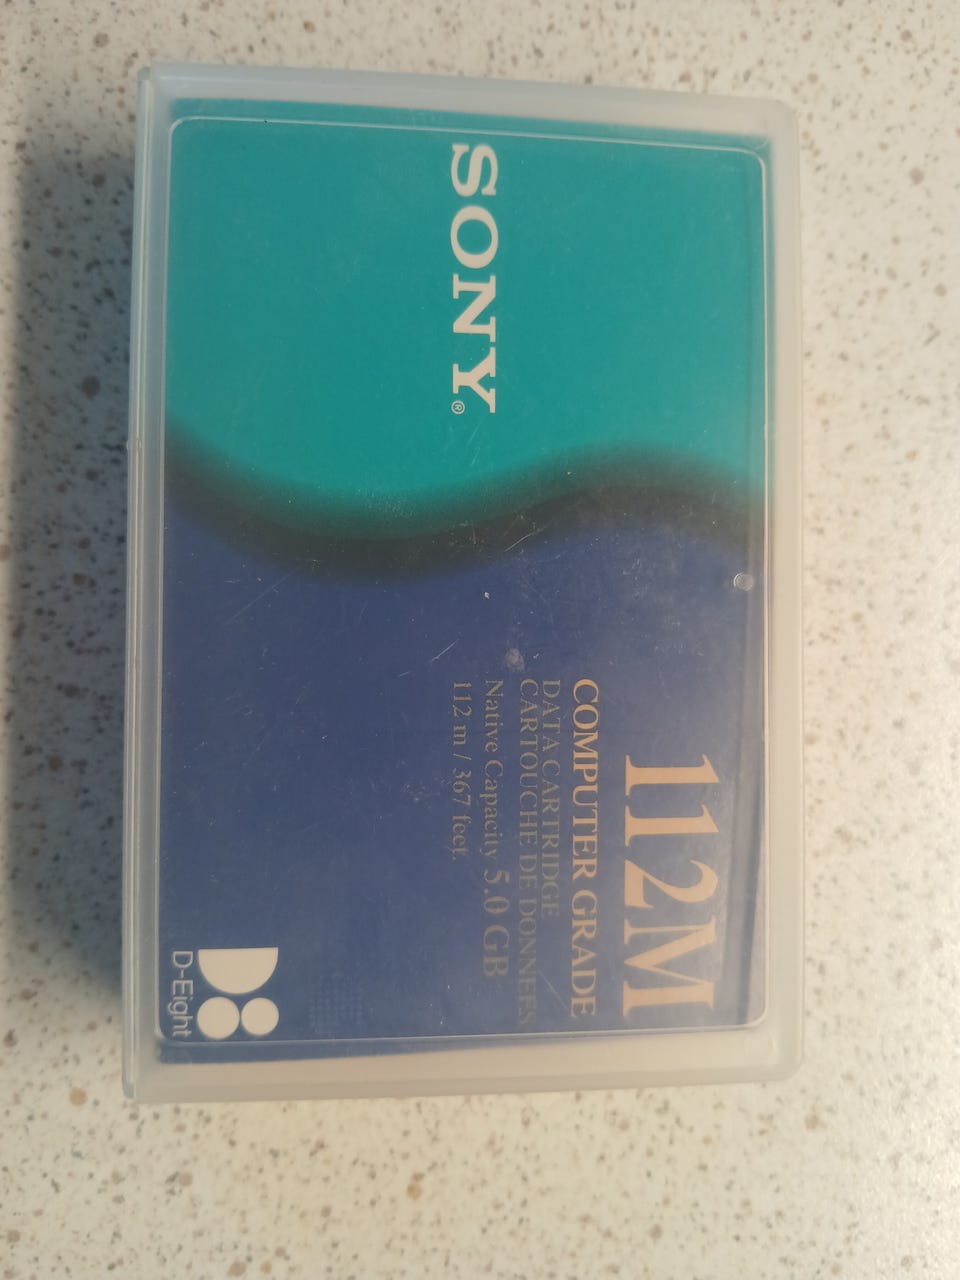 SONY®
112M
COMPUTER GRADE
DATA CARTRIDGE
CARTOUCHE DE DONNEES
Native Capacity 5.0 GB
112 m / 367 feet.
D-Eight